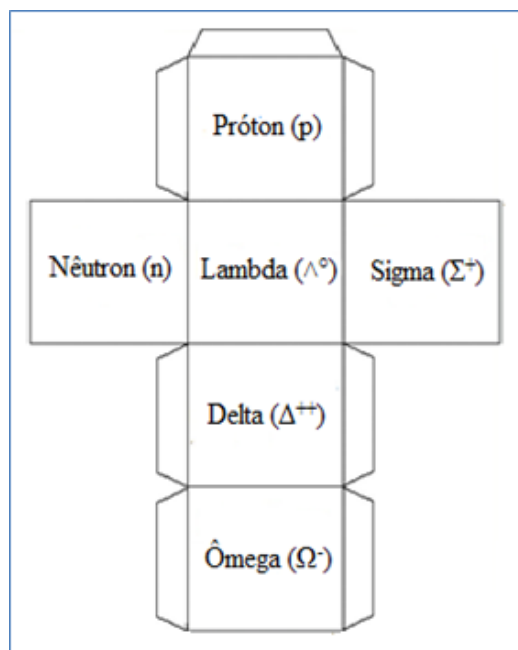 Próton (p)
Nêutron (n) Lambda (Λ°) Sigma (Σ⁺)
Delta (Δ⁺⁺)
Ômega (Ω⁻)